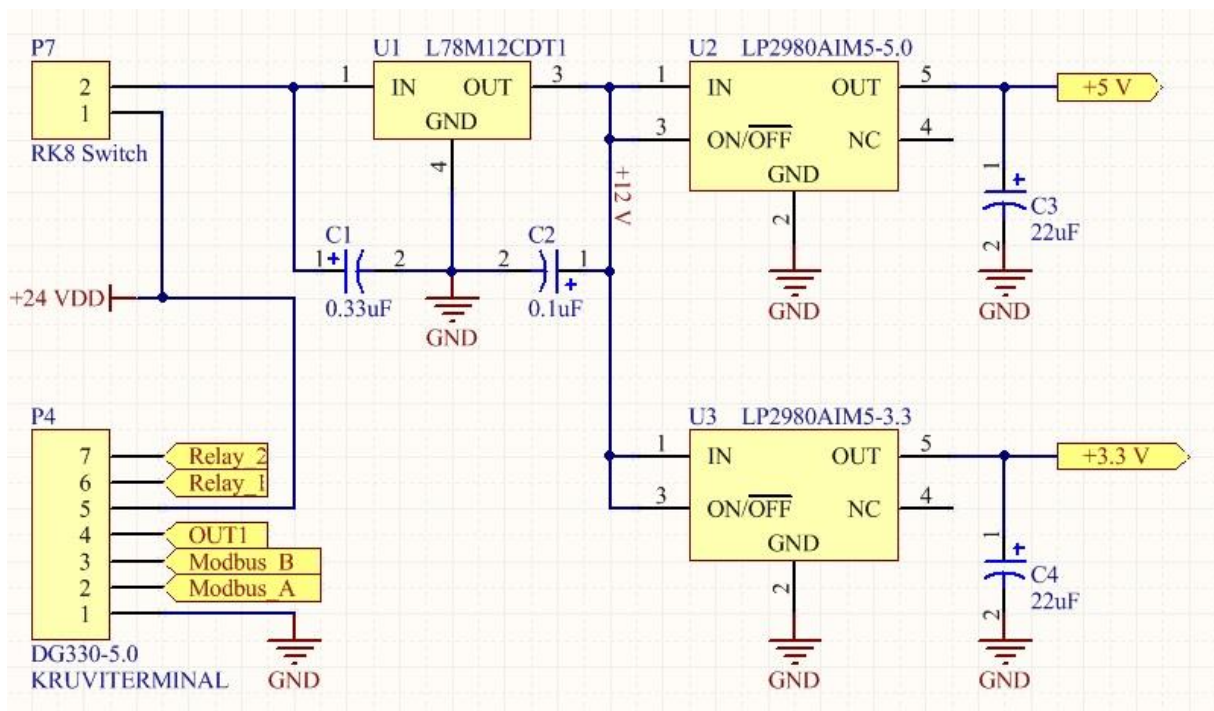 P7
2
1
RK8 Switch
U1 L78M12CDT1
1 IN OUT 3
GND
4
U2 LP2980AIM5-5.0
1 IN OUT 5
3 ON/OFF NC 4
GND
2
+5 V
1
+
C3
22uF
2
GND
GND
+12 V
C1
1 + 2
0.33uF
C2
2 1
+
0.1uF
GND
+24 VDD
P4
7 Relay_2
6 Relay_1
5
4 OUT1
3 Modbus_B
2 Modbus_A
1
DG330-5.0
KRUVITERMINAL
GND
U3 LP2980AIM5-3.3
1 IN OUT 5
3 ON/OFF NC 4
GND
2
GND
+3.3 V
1
+
C4
22uF
2
GND